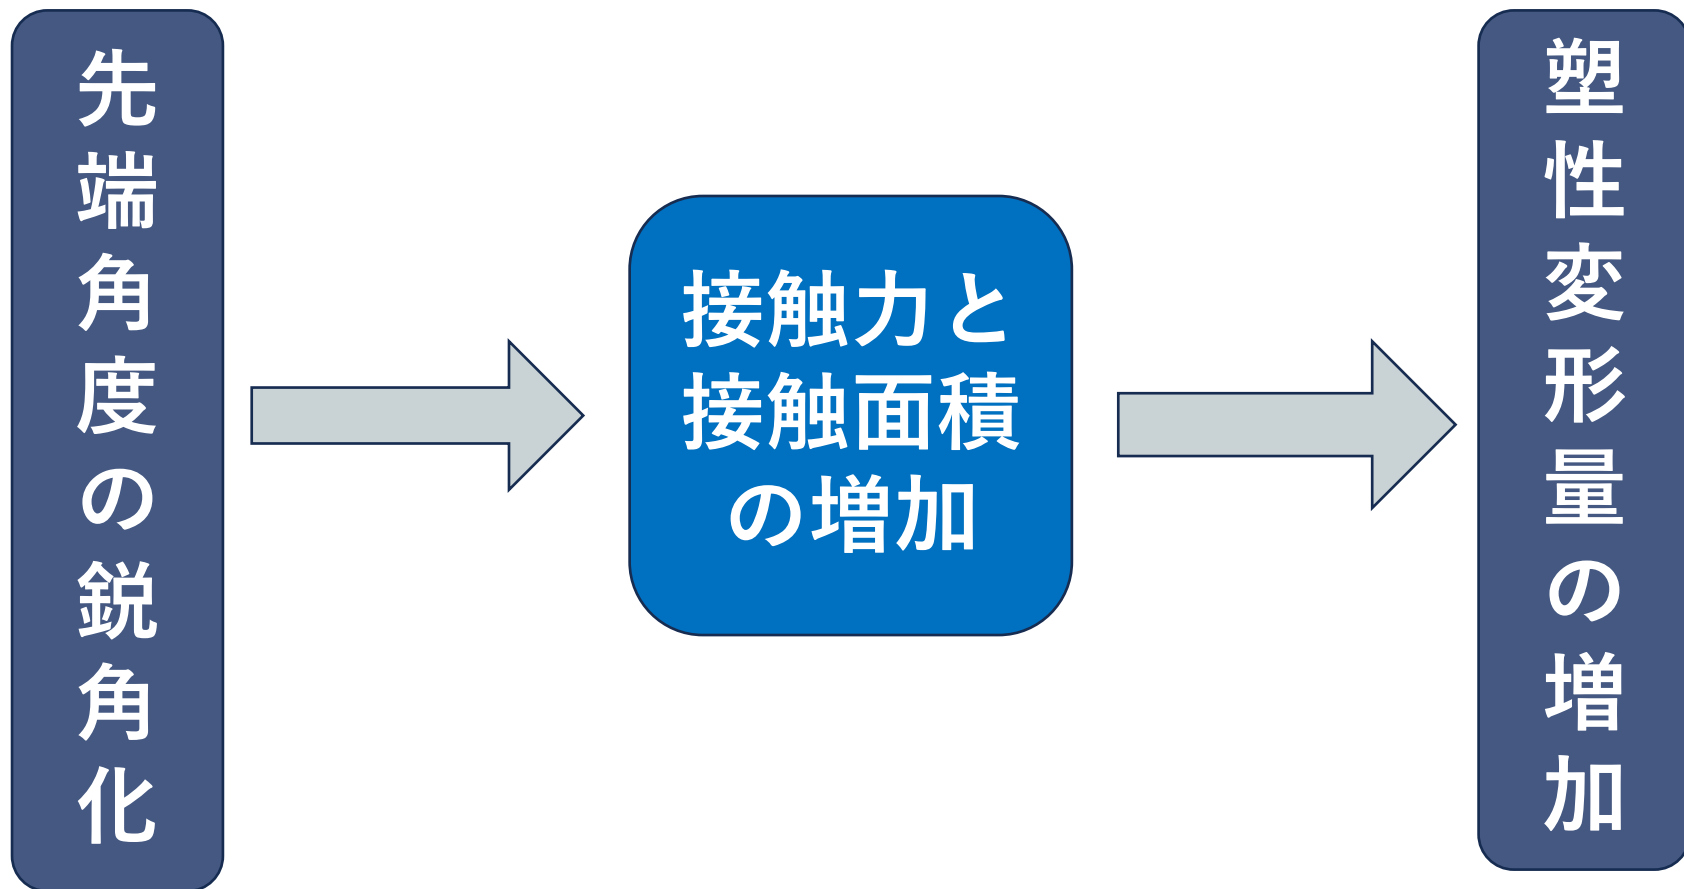 先端角度の鋭角化
接触力と
接触面積
の増加
塑性変形量の増加